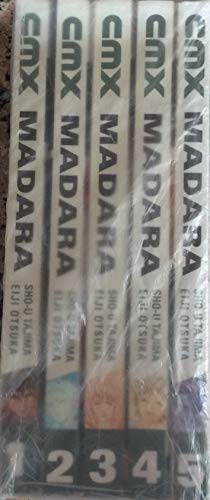 CMX
MADARA
SHO-U TAJIMA
EIJI OTSUKA
1
CMX
MADARA
SHO-U TAJIMA
EIJI OTSUKA
2
CMX
MADARA
SHO-U TAJIMA
EIJI OTSUKA
3
CMX
MADARA
SHO-U TAJIMA
EIJI OTSUKA
4
CMX
MADARA
SHO-U TAJIMA
EIJI OTSUKA
5